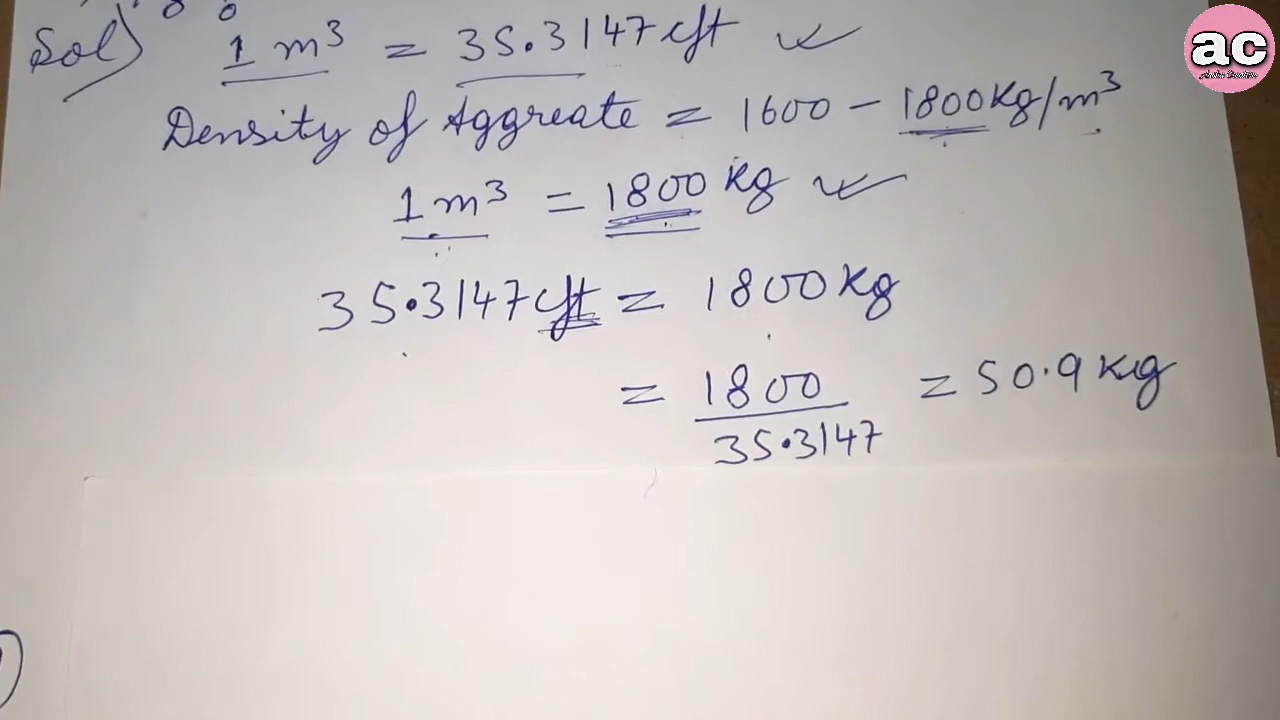 Sol)
1 m³ = 35.3147 cft ✓
Density of Aggreate = 1600 - 1800 Kg/m³
1 m³ = 1800 Kg ✓
35.3147 cft = 1800 Kg
= 1800/35.3147 = 50.9 Kg
ac